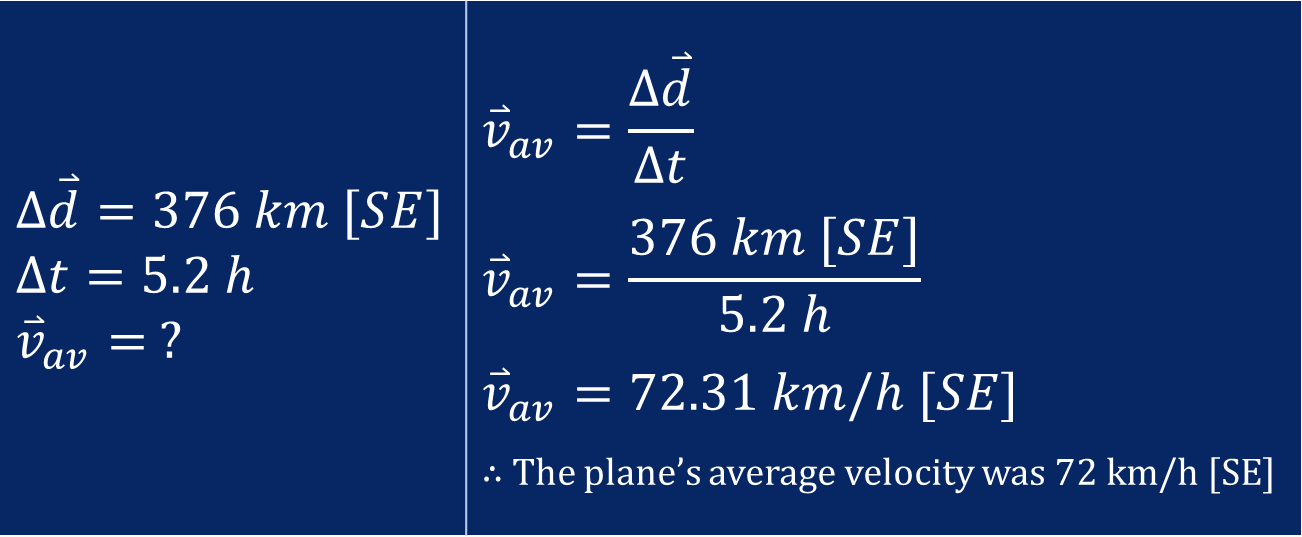 Δd⃗ = 376 km [SE]
Δt = 5.2 h
v⃗ₐᵥ = ?
v⃗ₐᵥ = Δd⃗ / Δt
v⃗ₐᵥ = 376 km [SE] / 5.2 h
v⃗ₐᵥ = 72.31 km/h [SE]
∴ The plane’s average velocity was 72 km/h [SE]